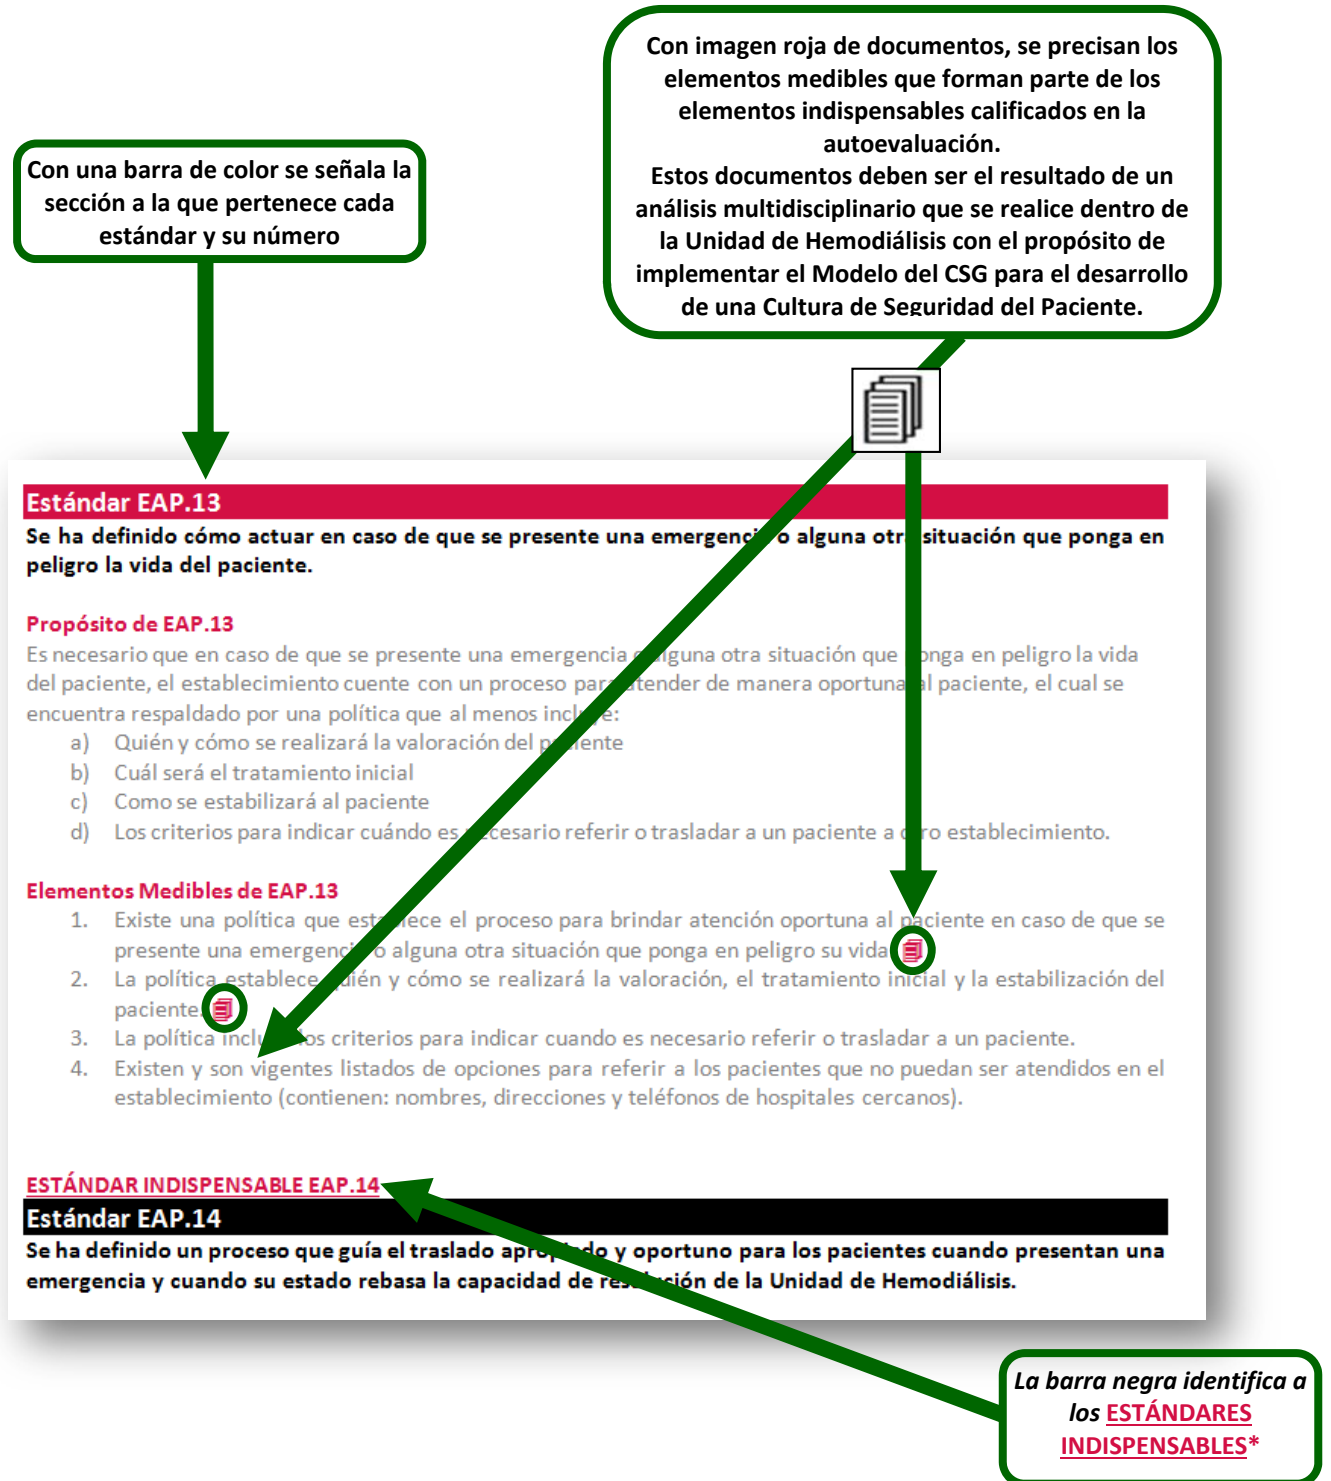 Con imagen roja de documentos, se precisan los
elementos medibles que forman parte de los
elementos indispensables calificados en la
autoevaluación.
Estos documentos deben ser el resultado de un
análisis multidisciplinario que se realice dentro de
la Unidad de Hemodiálisis con el propósito de
implementar el Modelo del CSG para el desarrollo
de una Cultura de Seguridad del Paciente.
Con una barra de color se señala la
sección a la que pertenece cada
estándar y su número
Estándar EAP.13
Se ha definido cómo actuar en caso de que se presente una emergencia o alguna otra situación que ponga en
peligro la vida del paciente.
Propósito de EAP.13
Es necesario que en caso de que se presente una emergencia o alguna otra situación que ponga en peligro la vida
del paciente, el establecimiento cuente con un proceso para atender de manera oportuna al paciente, el cual se
encuentra respaldado por una política que al menos incluye:
a) Quién y cómo se realizará la valoración del paciente
b) Cuál será el tratamiento inicial
c) Como se estabilizará al paciente
d) Los criterios para indicar cuándo es necesario referir o trasladar a un paciente a otro establecimiento.
Elementos Medibles de EAP.13
1. Existe una política que establece el proceso para brindar atención oportuna al paciente en caso de que se
presente una emergencia o alguna otra situación que ponga en peligro su vida
2. La política establece quién y cómo se realizará la valoración, el tratamiento inicial y la estabilización del
paciente.
3. La política incluye los criterios para indicar cuando es necesario referir o trasladar a un paciente.
4. Existen y son vigentes listados de opciones para referir a los pacientes que no puedan ser atendidos en el
establecimiento (contienen: nombres, direcciones y teléfonos de hospitales cercanos).
ESTÁNDAR INDISPENSABLE EAP.14
Estándar EAP.14
Se ha definido un proceso que guía el traslado apropiado y oportuno para los pacientes cuando presentan una
emergencia y cuando su estado rebasa la capacidad de resolución de la Unidad de Hemodiálisis.
La barra negra identifica a
los ESTÁNDARES
INDISPENSABLES*